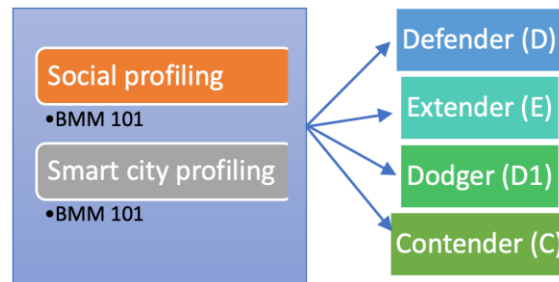 Social profiling
•BMM 101
Smart city profiling
•BMM 101
Defender (D)
Extender (E)
Dodger (D1)
Contender (C)